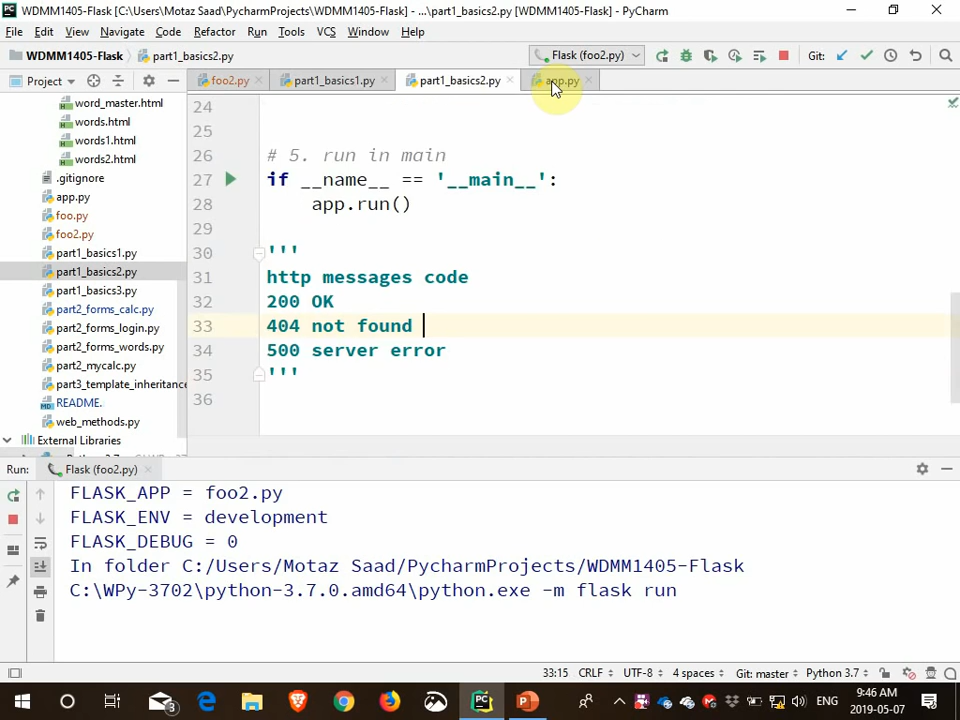 WDMM1405-Flask [C:\Users\Motaz Saad\PycharmProjects\WDMM1405-Flask] - ...\part1_basics2.py [WDMM1405-Flask] - PyCharm
File Edit View Navigate Code Refactor Run Tools VCS Window Help
WDMM1405-Flask part1_basics2.py Flask (foo2.py) Git:
Project foo2.py part1_basics1.py part1_basics2.py app.py
word_master.html
words.html
words1.html
words2.html
.gitignore
app.py
foo.py
foo2.py
part1_basics1.py
part1_basics2.py
part1_basics3.py
part2_forms_calc.py
part2_forms_login.py
part2_forms_words.py
part2_mycalc.py
part3_template_inheritance
README.
web_methods.py
External Libraries
24
25
26 # 5. run in main
27 if __name__ == '__main__':
28 app.run()
29
30 '''
31 http messages code
32 200 OK
33 404 not found
34 500 server error
35 '''
36
Run: Flask (foo2.py)
FLASK_APP = foo2.py
FLASK_ENV = development
FLASK_DEBUG = 0
In folder C:/Users/Motaz Saad/PycharmProjects/WDMM1405-Flask
C:\WPy-3702\python-3.7.0.amd64\python.exe -m flask run
33:15 CRLF UTF-8 4 spaces Git: master Python 3.7
3 ENG 9:46 AM
2019-05-07